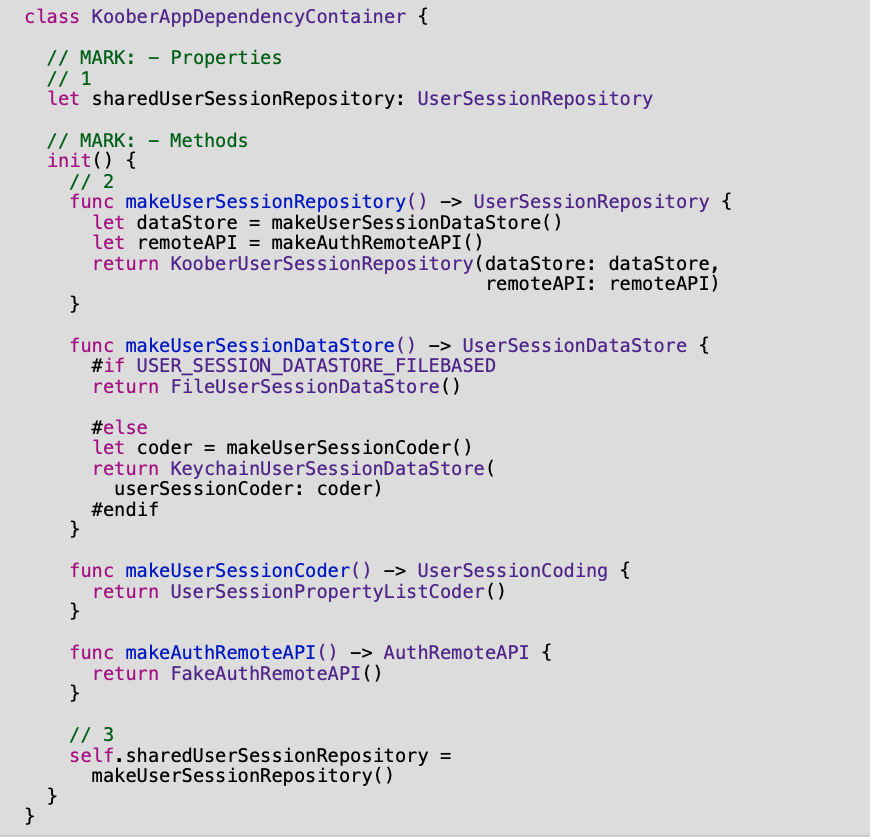 class KooberAppDependencyContainer {

  // MARK: - Properties
  // 1
  let sharedUserSessionRepository: UserSessionRepository

  // MARK: - Methods
  init() {
    // 2
    func makeUserSessionRepository() -> UserSessionRepository {
      let dataStore = makeUserSessionDataStore()
      let remoteAPI = makeAuthRemoteAPI()
      return KooberUserSessionRepository(dataStore: dataStore,
                                         remoteAPI: remoteAPI)
    }

    func makeUserSessionDataStore() -> UserSessionDataStore {
      #if USER_SESSION_DATASTORE_FILEBASED
      return FileUserSessionDataStore()

      #else
      let coder = makeUserSessionCoder()
      return KeychainUserSessionDataStore(
        userSessionCoder: coder)
      #endif
    }

    func makeUserSessionCoder() -> UserSessionCoding {
      return UserSessionPropertyListCoder()
    }

    func makeAuthRemoteAPI() -> AuthRemoteAPI {
      return FakeAuthRemoteAPI()
    }

    // 3
    self.sharedUserSessionRepository =
      makeUserSessionRepository()
  }
}